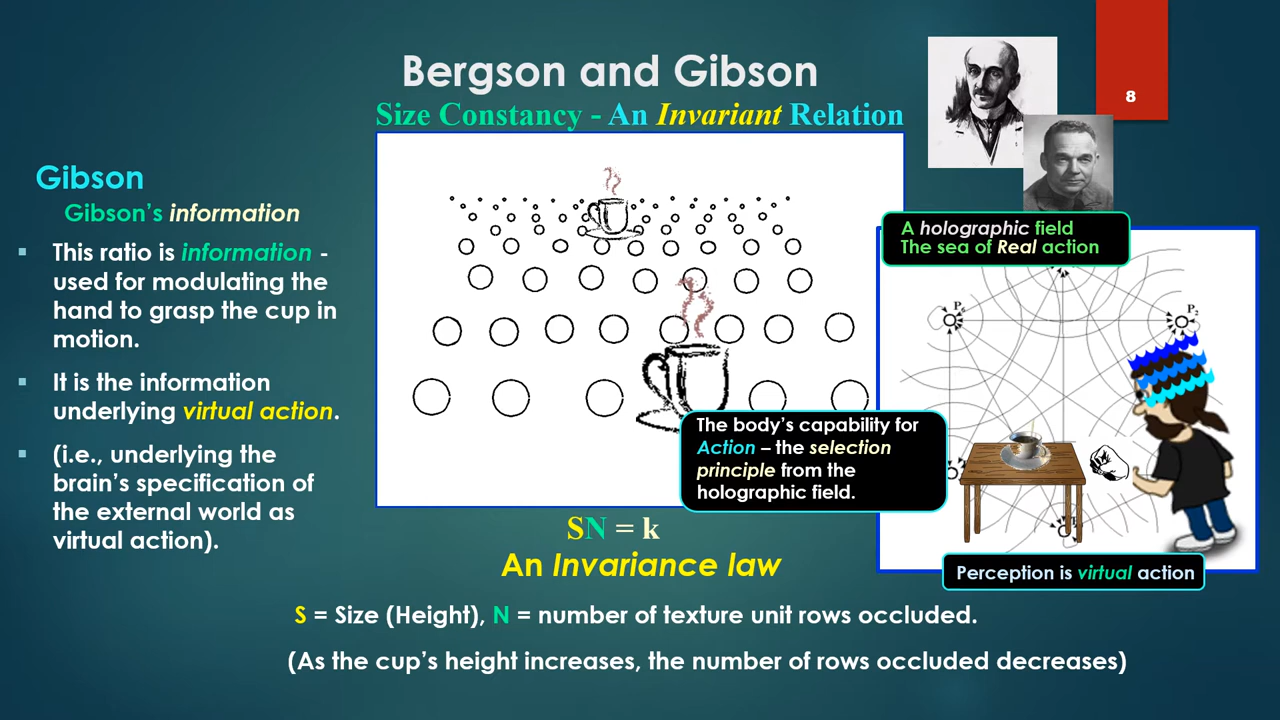 Bergson and Gibson
8
Size Constancy - An Invariant Relation
Gibson
Gibson's information
This ratio is information -
used for modulating the
hand to grasp the cup in
motion.
It is the information
underlying virtual action.
(i.e., underlying the
brain's specification of
the external world as
virtual action).
A holographic field
The sea of Real action
P2
The body's capability for
Action – the selection
principle from the
holographic field.
Perception is virtual action
SN = k
An Invariance law
S = Size (Height), N = number of texture unit rows occluded.
(As the cup's height increases, the number of rows occluded decreases)